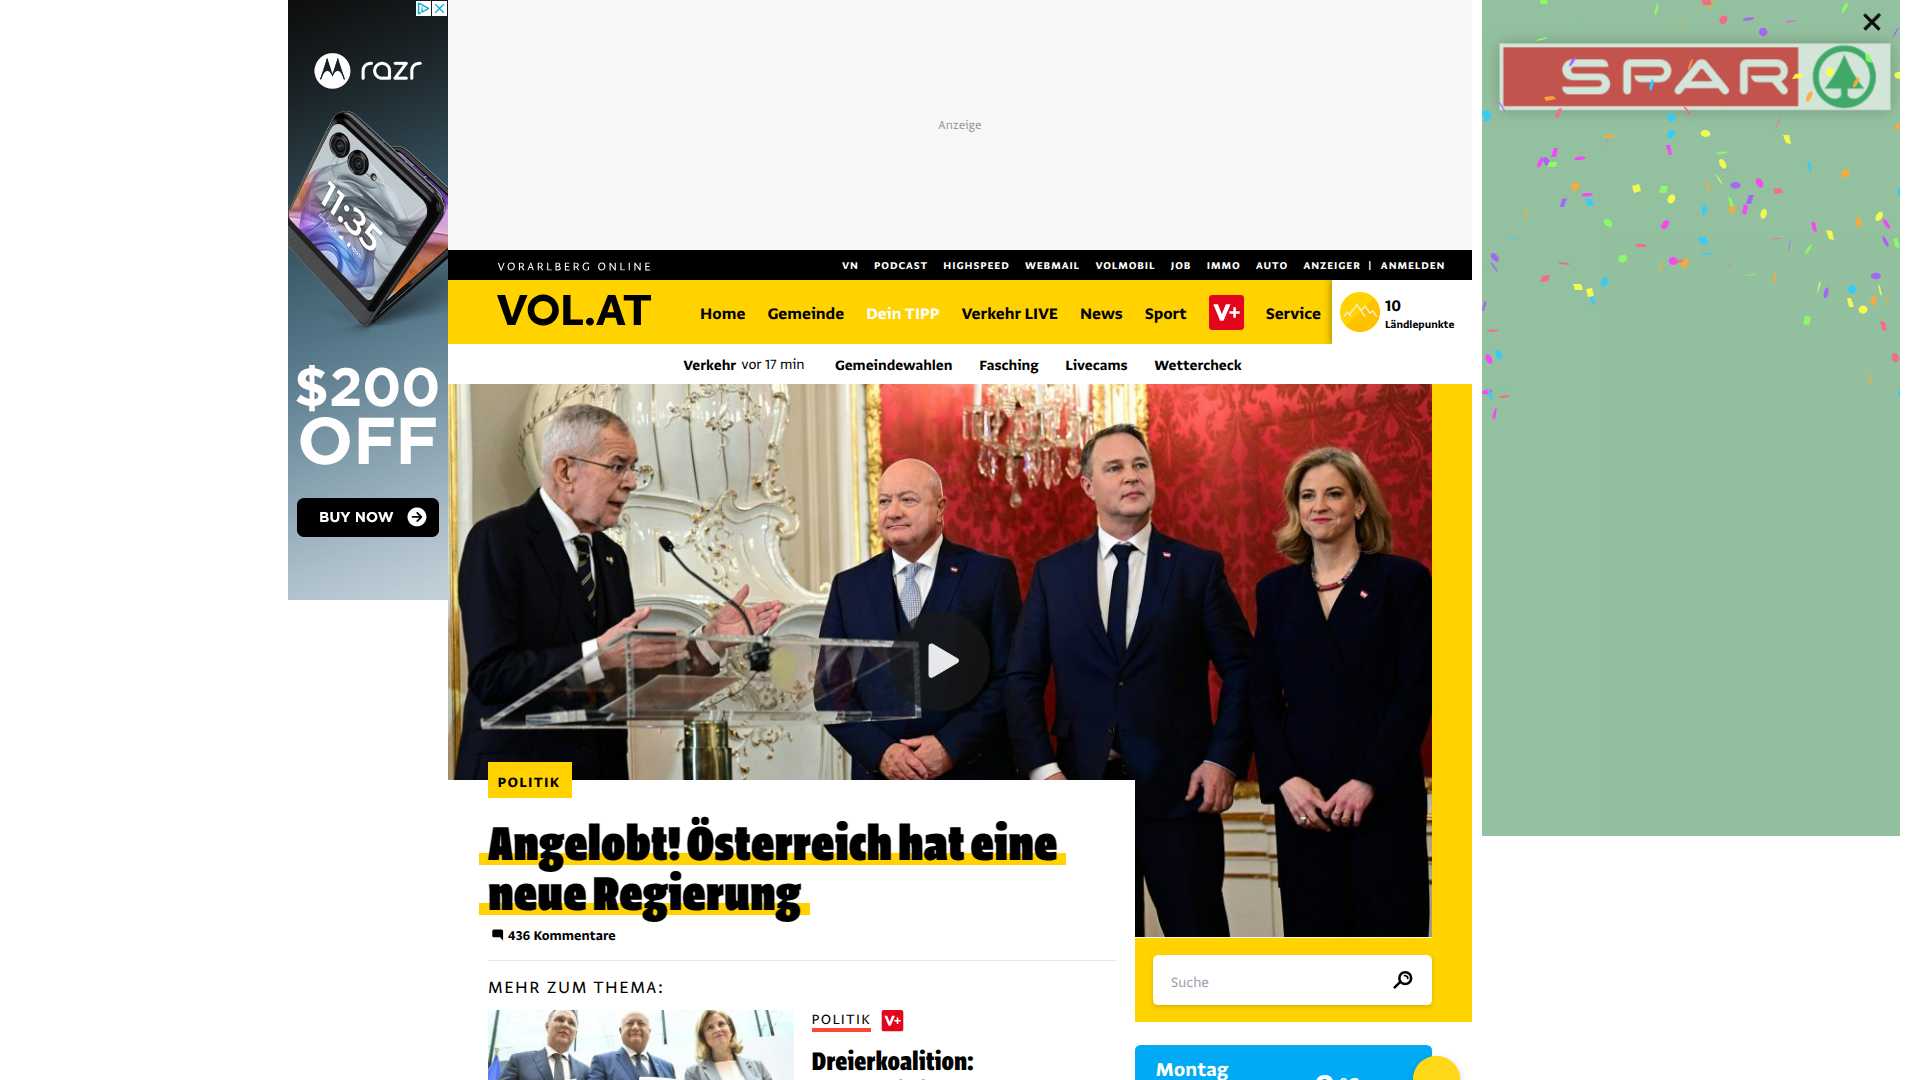 razr
11:35
$200
OFF
BUY NOW
Anzeige
SPAR
VORARLBERG ONLINE
VN PODCAST HIGHSPEED WEBMAIL VOLMOBIL JOB IMMO AUTO ANZEIGER | ANMELDEN
VOL.AT
Home Gemeinde Dein TIPP Verkehr LIVE News Sport V+ Service
10
Ländlepunkte
Verkehr vor 17 min Gemeindewahlen Fasching Livecams Wettercheck
POLITIK
Angelobt! Österreich hat eine
neue Regierung
436 Kommentare
Suche
MEHR ZUM THEMA:
POLITIK V+
Dreierkoalition:
Montag